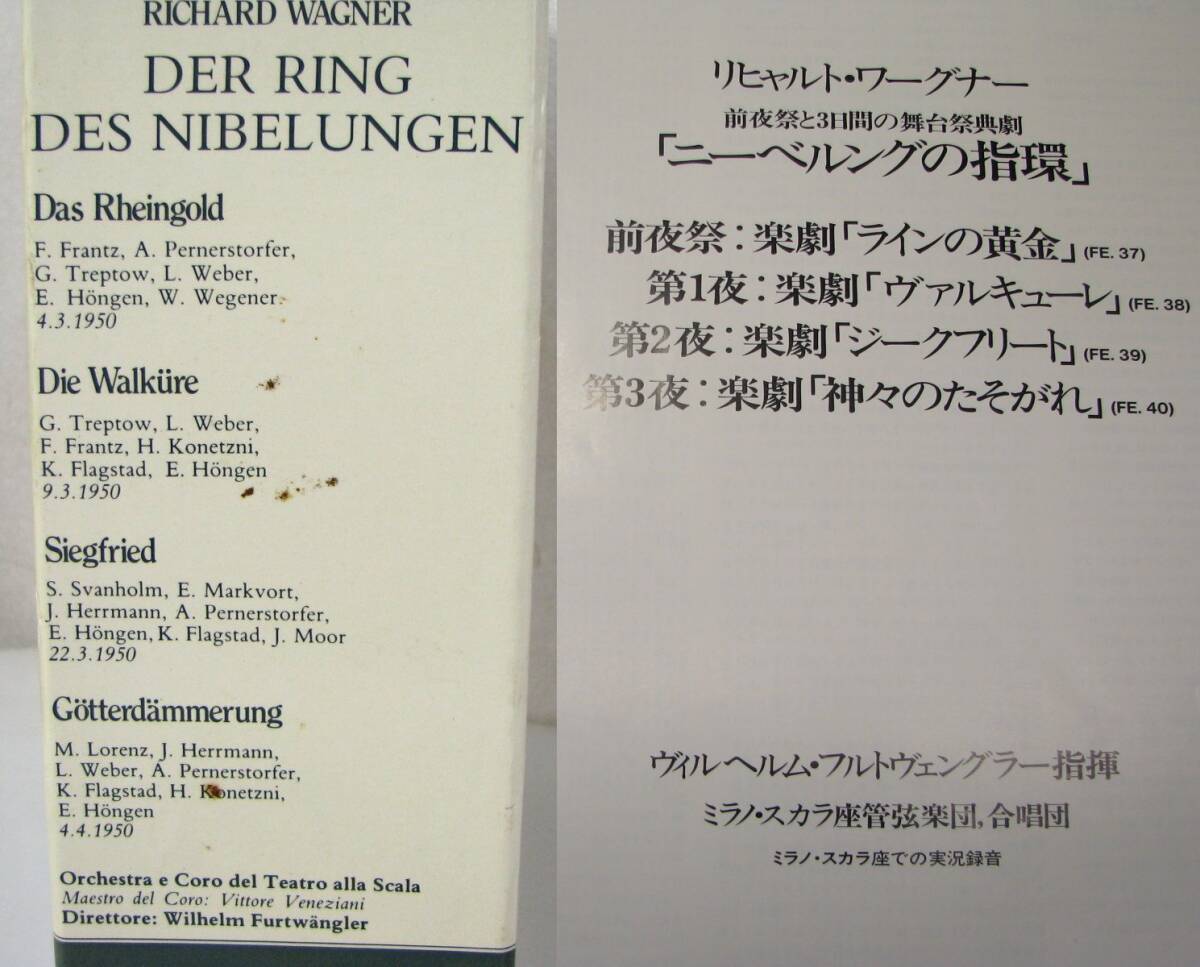 RICHARD WAGNER
DER RING
DES NIBELUNGEN
Das Rheingold
F. Frantz, A. Pernerstorfer,
G. Treptow, L. Weber,
E. Höngen, W. Wegener
4.3.1950
Die Walküre
G. Treptow, L. Weber,
F. Frantz, H. Konetzni,
K. Flagstad, E. Höngen
9.3.1950
Siegfried
S. Svanholm, E. Markvort,
J. Herrmann, A. Pernerstorfer,
E. Höngen, K. Flagstad, J. Moor
22.3.1950
Götterdämmerung
M. Lorenz, J. Herrmann,
L. Weber, A. Pernerstorfer,
K. Flagstad, H. Konetzni,
E. Höngen
4.4.1950
Orchestra e Coro del Teatro alla Scala
Maestro del Coro: Vittore Veneziani
Direttore: Wilhelm Furtwängler
リヒャルト・ワーグナー
前夜祭と3日間の舞台祭典劇
「ニーベルングの指環」
前夜祭：楽劇「ラインの黄金」(FE. 37)
第1夜：楽劇「ヴァルキューレ」(FE. 38)
第2夜：楽劇「ジークフリート」(FE. 39)
第3夜：楽劇「神々のたそがれ」(FE. 40)
ヴィルヘルム・フルトヴェングラー指揮
ミラノ・スカラ座管弦楽団，合唱団
ミラノ・スカラ座での実況録音